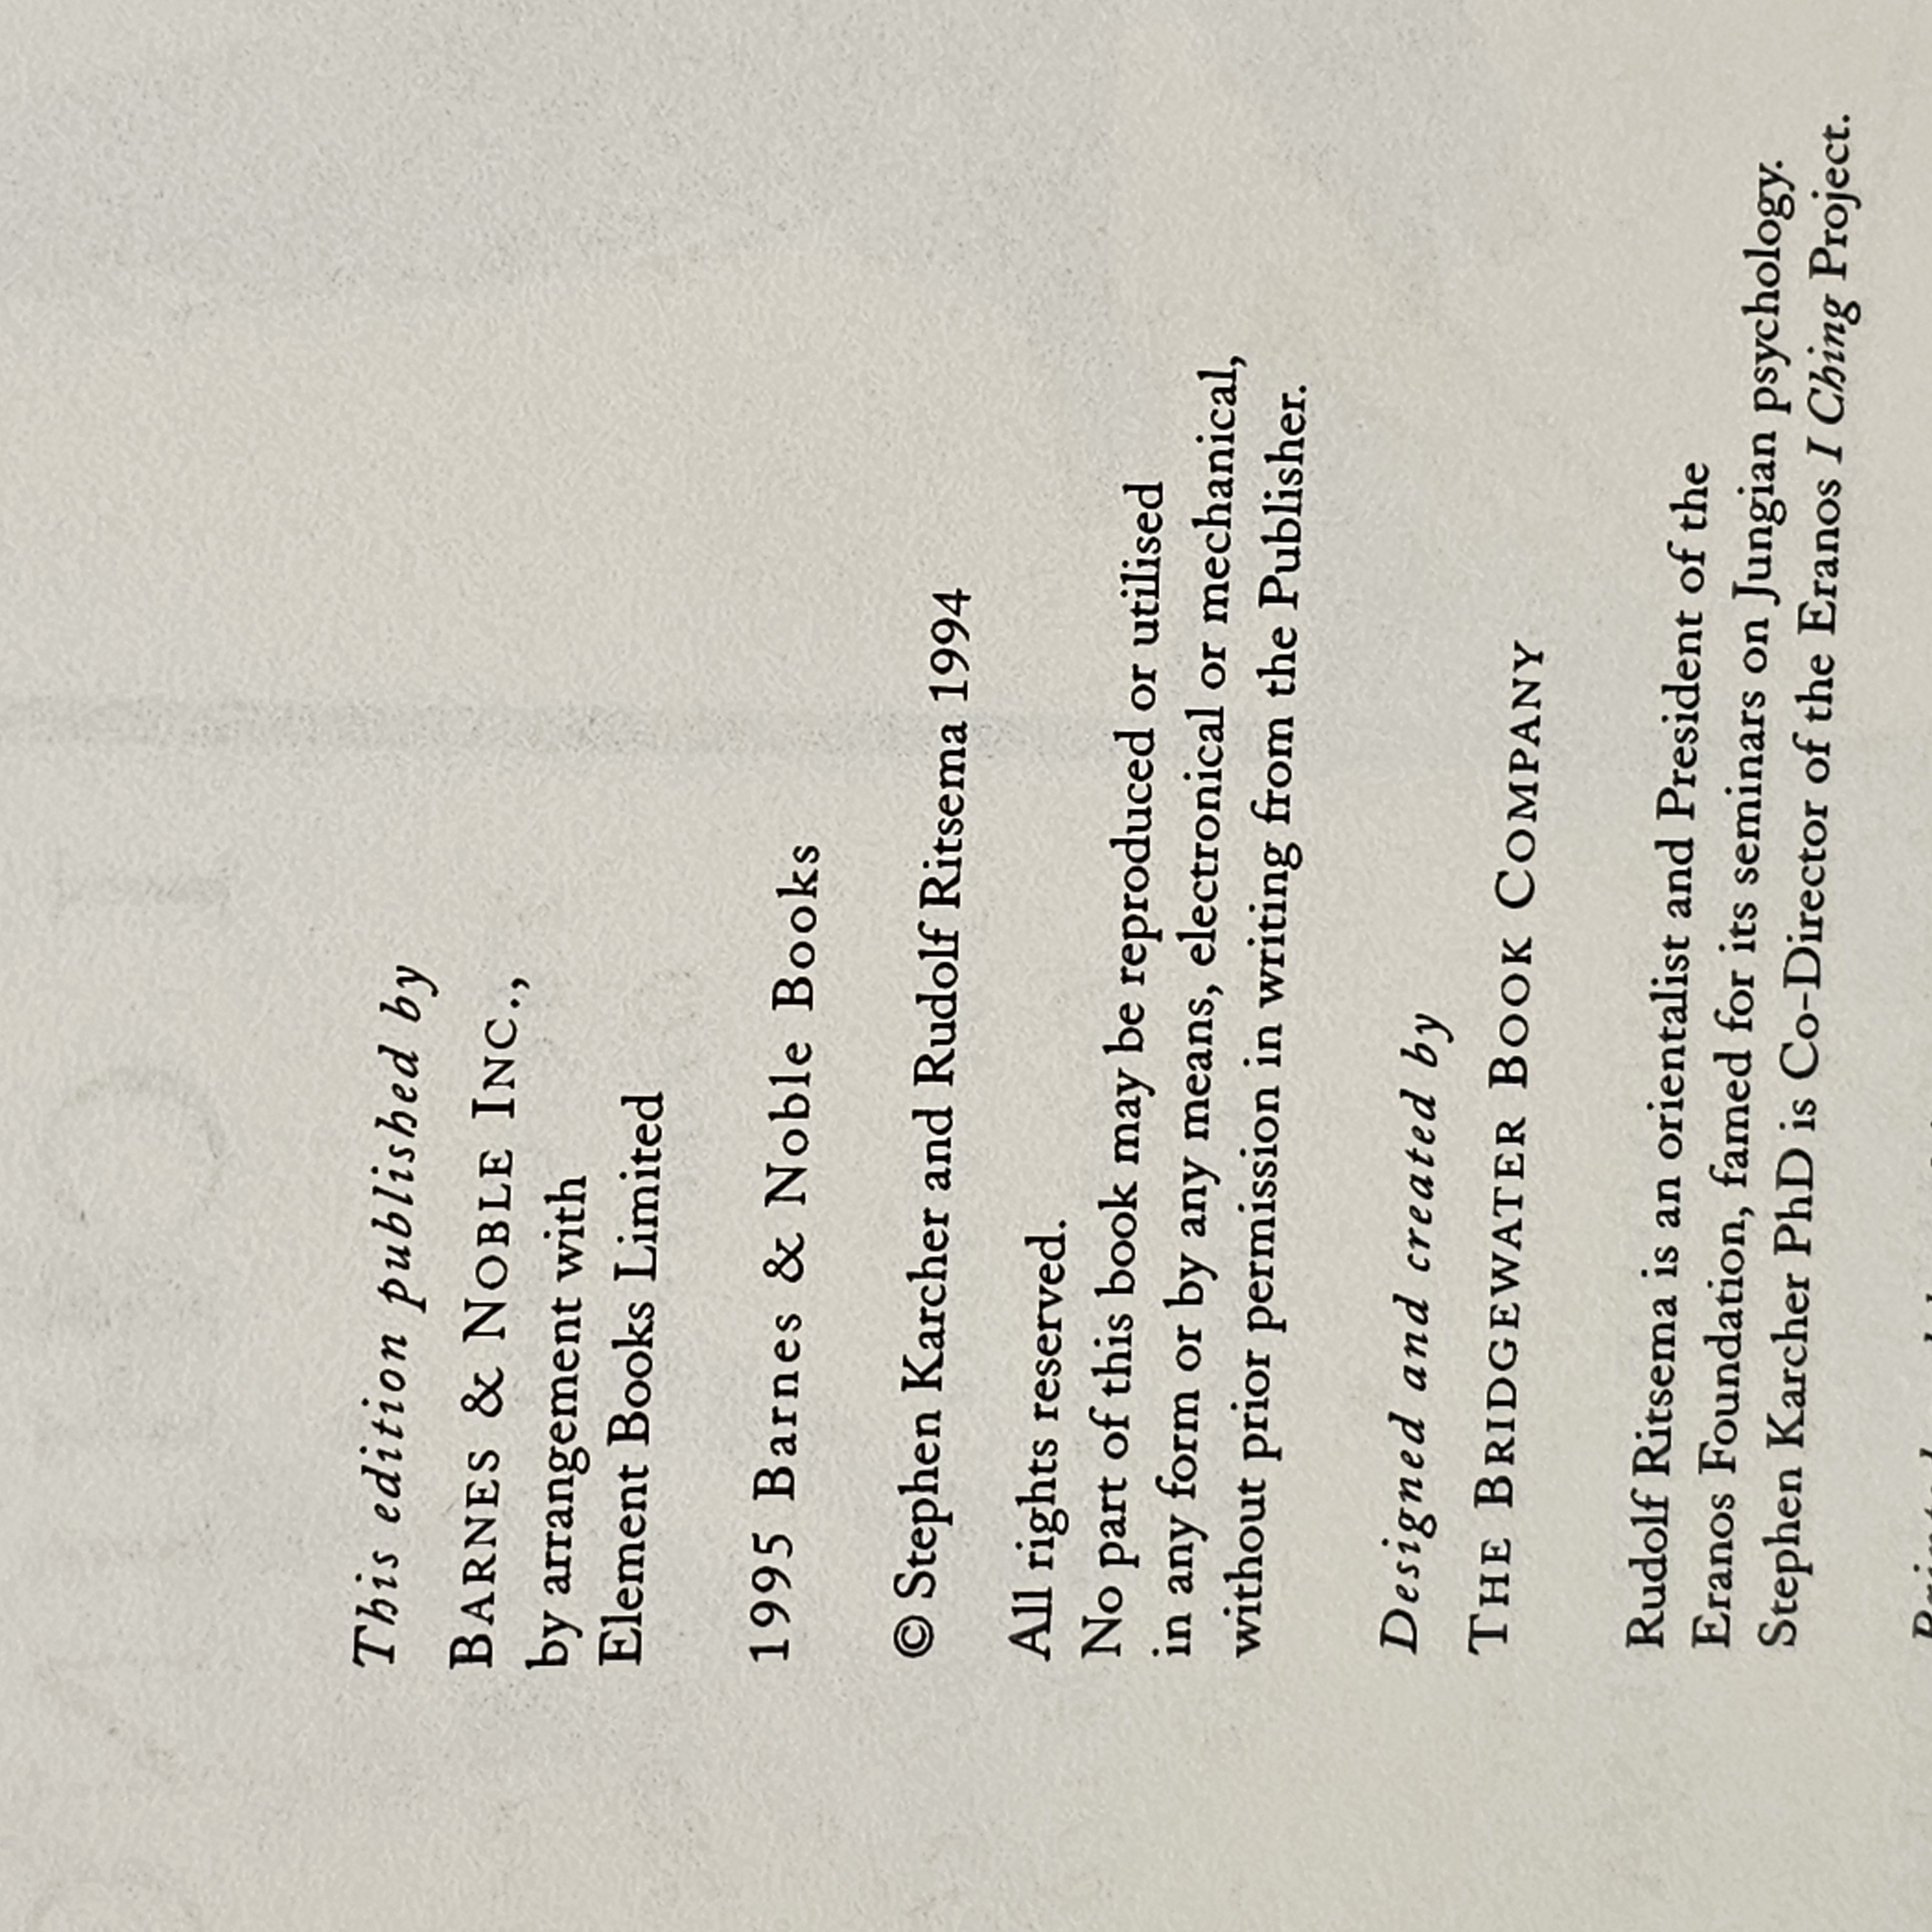 This edition published by
BARNES & NOBLE INC.,
by arrangement with
Element Books Limited
1995 Barnes & Noble Books
© Stephen Karcher and Rudolf Ritsema 1994
All rights reserved.
No part of this book may be reproduced or utilised
in any form or by any means, electronical or mechanical,
without prior permission in writing from the Publisher.
Designed and created by
THE BRIDGEWATER BOOK COMPANY
Rudolf Ritsema is an orientalist and President of the
Eranos Foundation, famed for its seminars on Jungian psychology.
Stephen Karcher PhD is Co-Director of the Eranos I Ching Project.